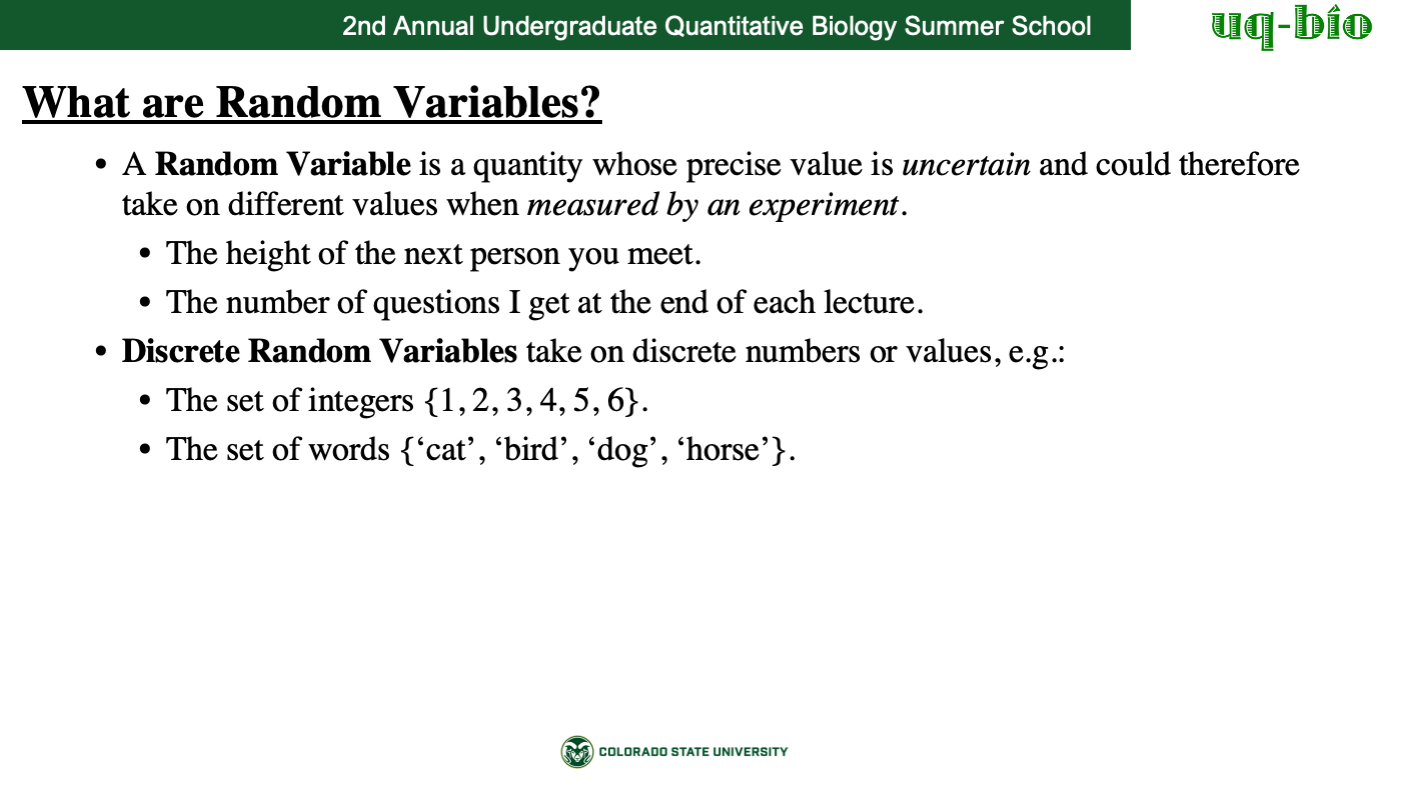 2nd Annual Undergraduate Quantitative Biology Summer School
uq-bio
What are Random Variables?
• A Random Variable is a quantity whose precise value is uncertain and could therefore
take on different values when measured by an experiment.
• The height of the next person you meet.
• The number of questions I get at the end of each lecture.
• Discrete Random Variables take on discrete numbers or values, e.g.:
• The set of integers {1, 2, 3, 4, 5, 6}.
• The set of words {‘cat’, ‘bird’, ‘dog’, ‘horse’}.
COLORADO STATE UNIVERSITY